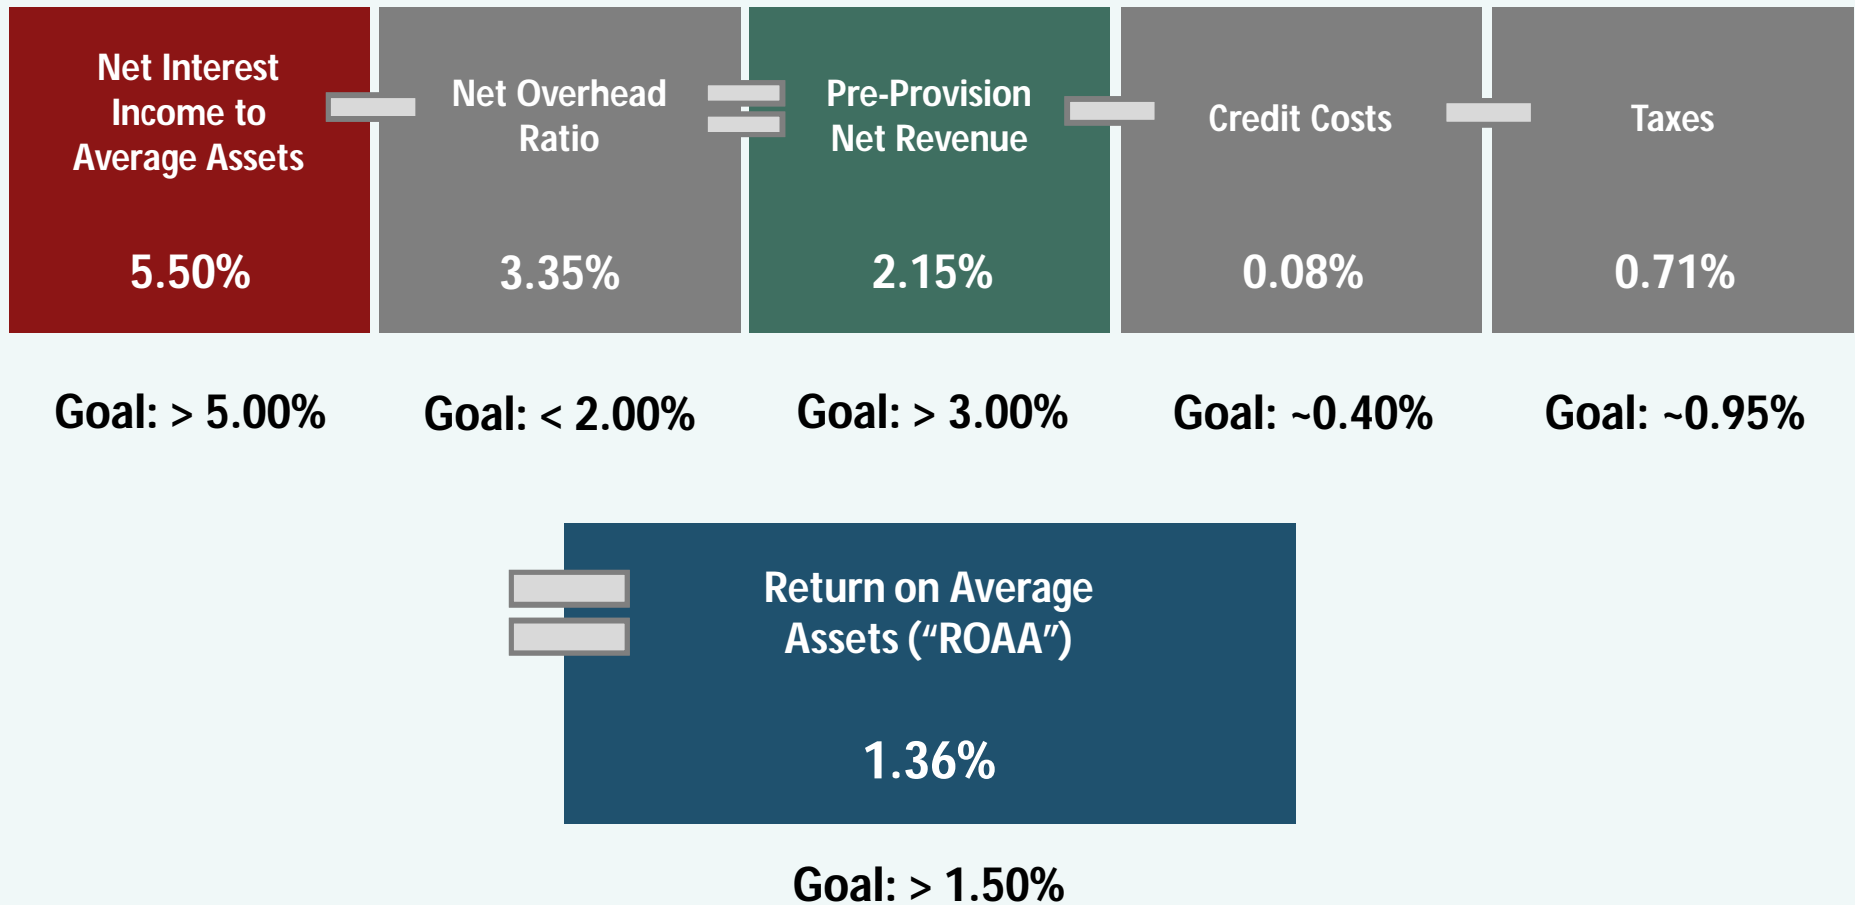 Net Interest
Income to
Average Assets
5.50%
Goal: > 5.00%
Net Overhead
Ratio
3.35%
Goal: < 2.00%
Pre-Provision
Net Revenue
2.15%
Goal: > 3.00%
Credit Costs
0.08%
Goal: ~0.40%
Taxes
0.71%
Goal: ~0.95%
Return on Average
Assets (“ROAA”)
1.36%
Goal: > 1.50%